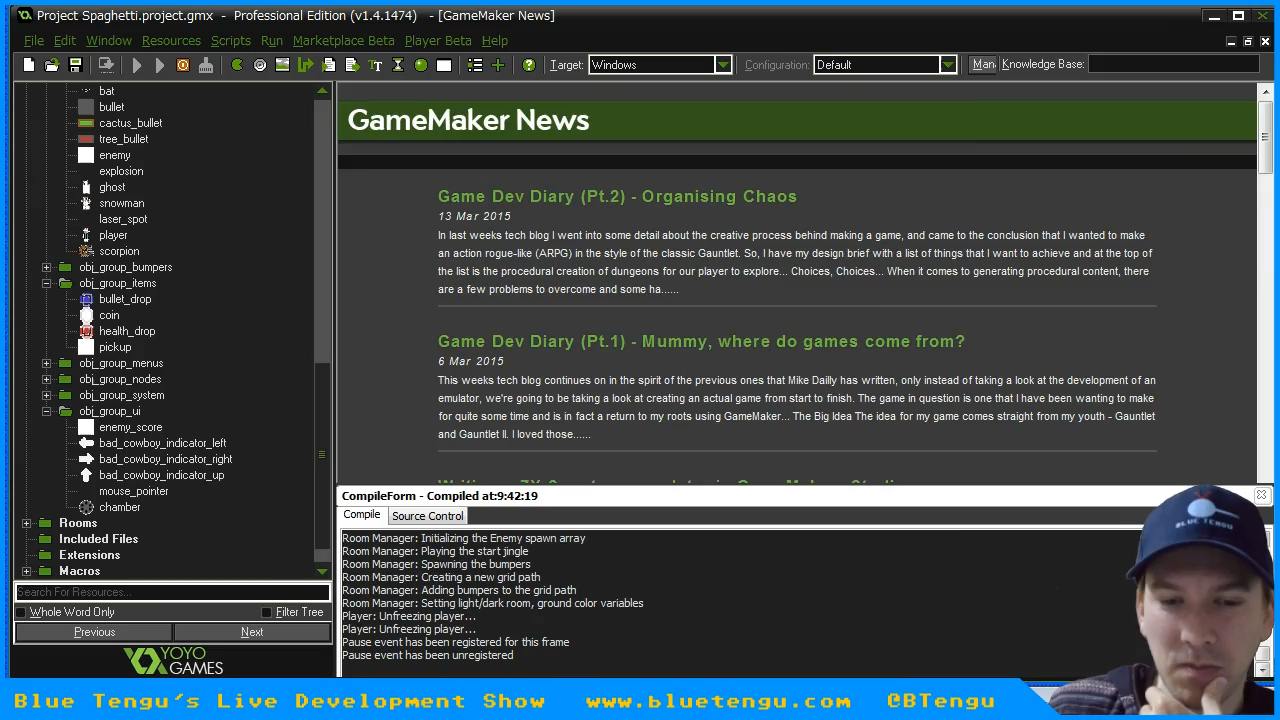 Project Spaghetti.project.gmx - Professional Edition (v1.4.1474) - [GameMaker News]
File Edit Window Resources Scripts Run Marketplace Beta Player Beta Help
Target: Windows Configuration: Default Man Knowledge Base:
bat
bullet
cactus_bullet
tree_bullet
enemy
explosion
ghost
snowman
laser_spot
player
scorpion
obj_group_bumpers
obj_group_items
bullet_drop
coin
health_drop
pickup
obj_group_menus
obj_group_nodes
obj_group_system
obj_group_ui
enemy_score
bad_cowboy_indicator_left
bad_cowboy_indicator_right
bad_cowboy_indicator_up
mouse_pointer
chamber
Rooms
Included Files
Extensions
Macros
Search For Resources...
Whole Word Only Filter Tree
Previous Next
YOYO
GAMES
GameMaker News
Game Dev Diary (Pt.2) - Organising Chaos
13 Mar 2015
In last weeks tech blog I went into some detail about the creative process behind making a game, and came to the conclusion that I wanted to make
an action rogue-like (ARPG) in the style of the classic Gauntlet. So, I have my design brief with a list of things that I want to achieve and at the top of
the list is the procedural creation of dungeons for our player to explore... Choices, Choices... When it comes to generating procedural content, there
are a few problems to overcome and some ha......
Game Dev Diary (Pt.1) - Mummy, where do games come from?
6 Mar 2015
This weeks tech blog continues on in the spirit of the previous ones that Mike Dailly has written, only instead of taking a look at the development of an
emulator, we're going to be taking a look at creating an actual game from start to finish. The game in question is one that I have been wanting to make
for quite some time and is in fact a return to my roots using GameMaker... The Big Idea The idea for my game comes straight from my youth - Gauntlet
and Gauntlet II. I loved those......
CompileForm - Compiled at:9:42:19
Compile Source Control
Room Manager: Initializing the Enemy spawn array
Room Manager: Playing the start jingle
Room Manager: Spawning the bumpers
Room Manager: Creating a new grid path
Room Manager: Adding bumpers to the grid path
Room Manager: Setting light/dark room, ground color variables
Player: Unfreezing player...
Player: Unfreezing player...
Pause event has been registered for this frame
Pause event has been unregistered
BLUE TENGU
Blue Tengu's Live Development Show www.bluetengu.com @BTengu